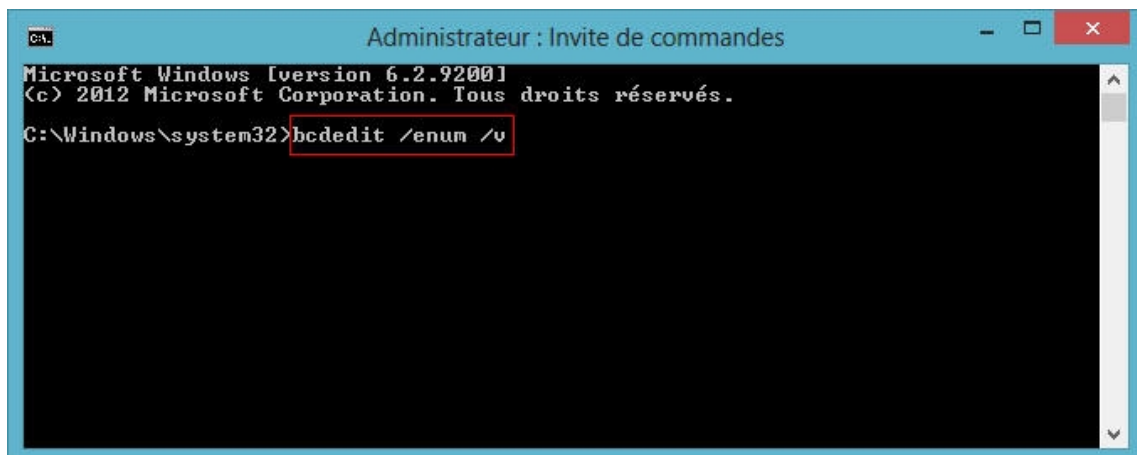 Administrateur : Invite de commandes
Microsoft Windows [version 6.2.9200]
(c) 2012 Microsoft Corporation. Tous droits réservés.
C:\Windows\system32>bcdedit /enum /v